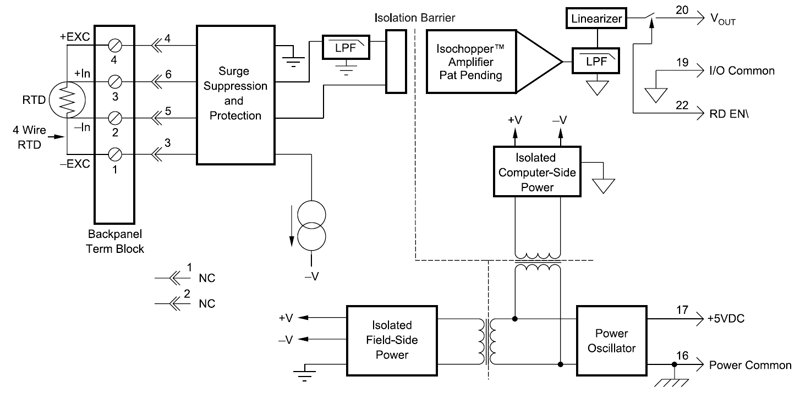 Isolation Barrier
20
V_OUT
Linearizer
+EXC
4
4
Surge
Suppression
and
Protection
LPF
Isochopper™
Amplifier
Pat Pending
LPF
19
I/O Common
+In
3
6
RTD
22
RD EN\
–In
2
5
4 Wire
RTD
–EXC
1
3
+V
–V
Isolated
Computer-Side
Power
Backpanel
Term Block
–V
1
NC
2
NC
+V
–V
Isolated
Field-Side
Power
Power
Oscillator
17
+5VDC
16
Power Common